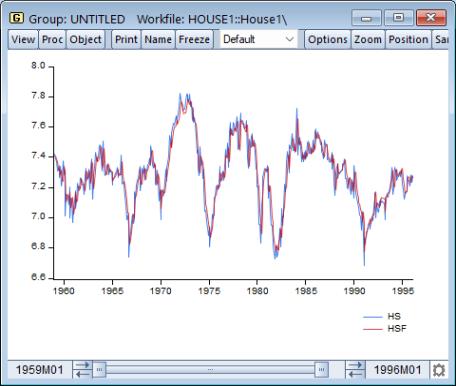 G Group: UNTITLED Workfile: HOUSE1::House1\
View Proc Object Print Name Freeze Default Options Zoom Position Sar
8.0
7.8
7.6
7.4
7.2
7.0
6.8
6.6
1960 1965 1970 1975 1980 1985 1990 1995
HS
HSF
1959M01 1996M01